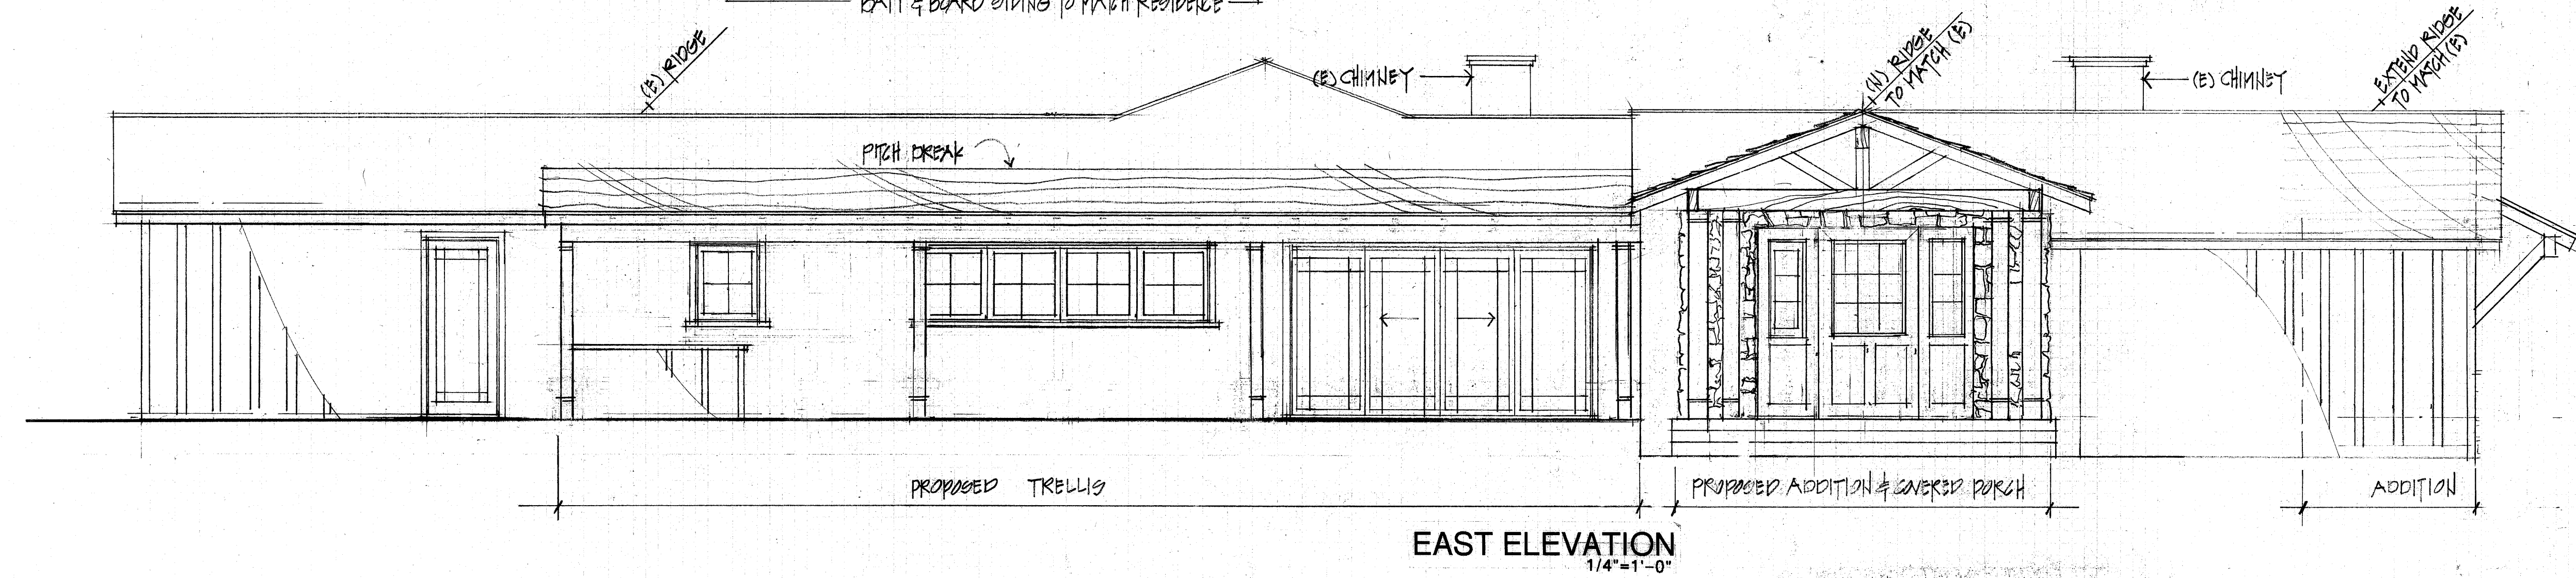 BATT & BOARD SIDING TO MATCH RESIDENCE
(E) RIDGE
(E) CHIMNEY
(N) RIDGE
TO MATCH (E)
(E) CHIMNEY
EXTEND RIDGE
TO MATCH (E)
PITCH BREAK
PROPOSED TRELLIS
PROPOSED ADDITION & COVERED PORCH
ADDITION
EAST ELEVATION
1/4"=1'-0"